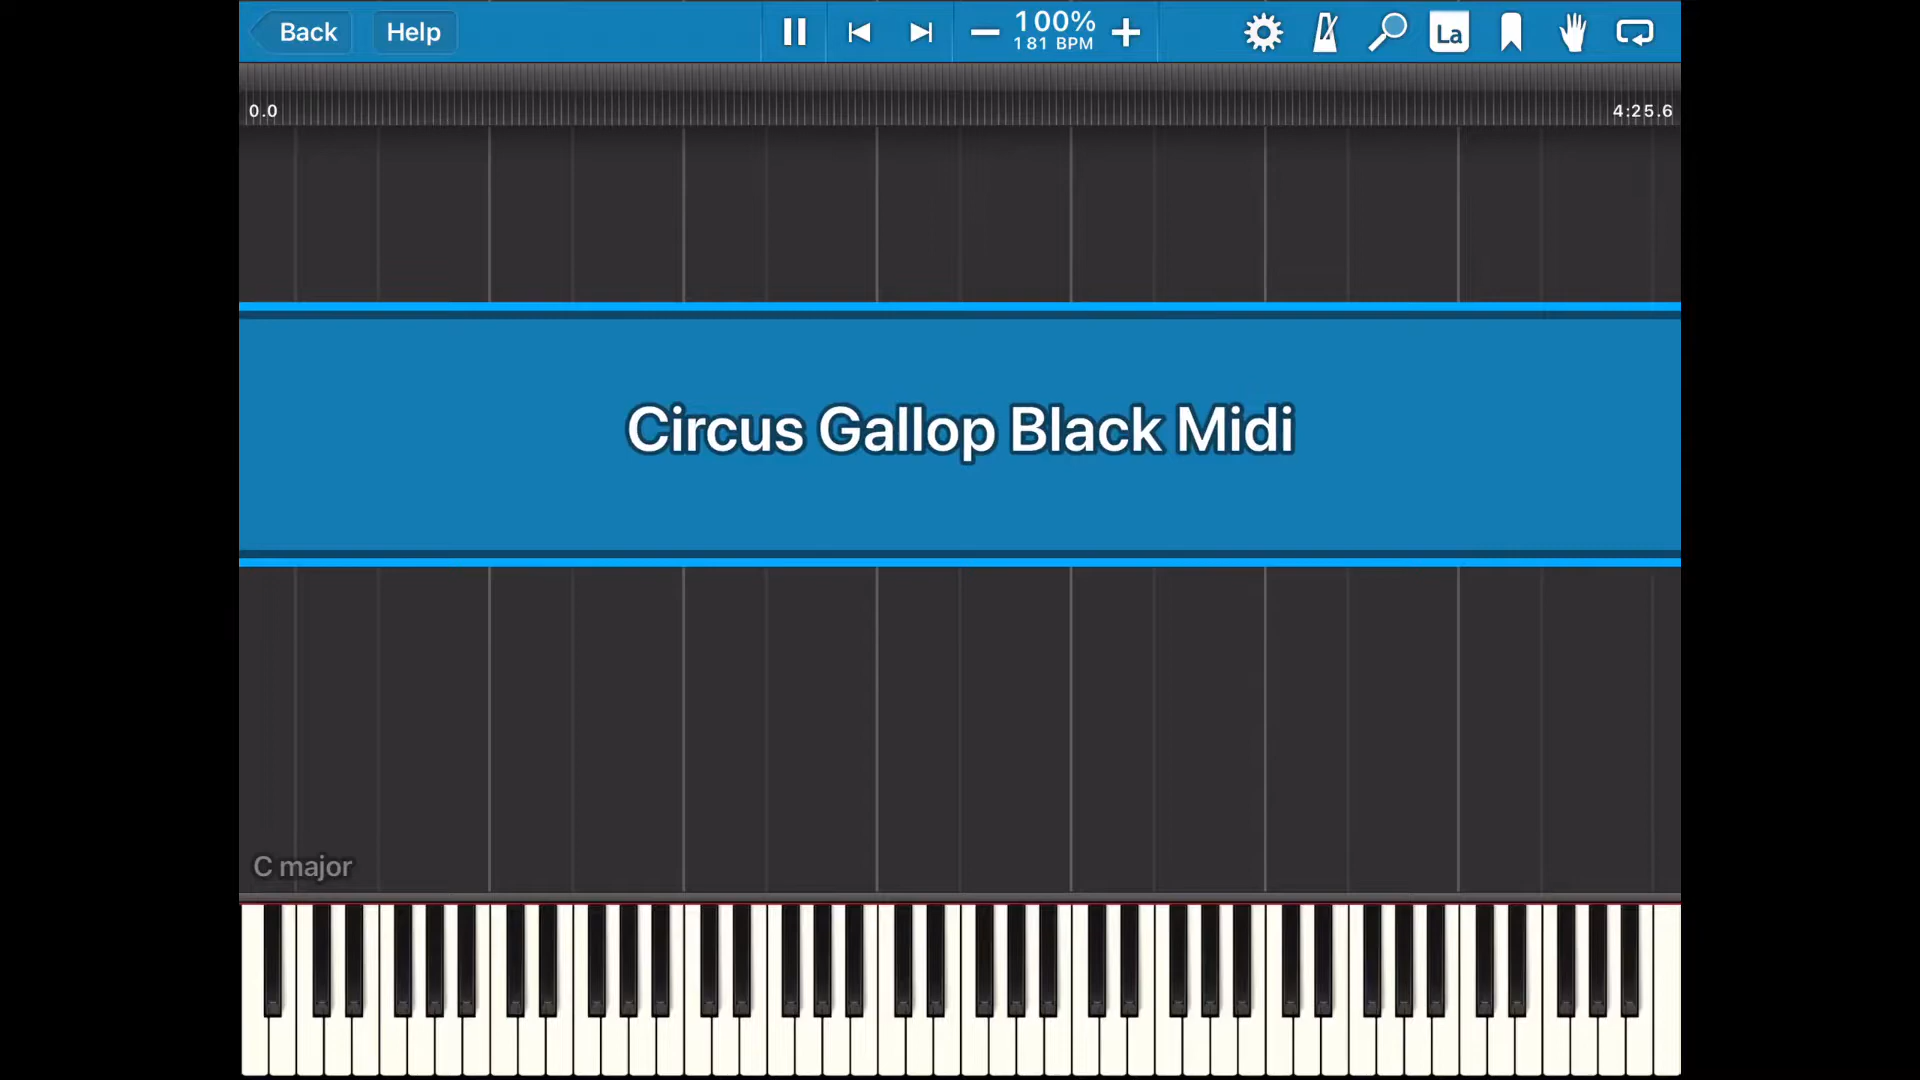 Back Help 100% La
181 BPM
0.0 4:25.6
Circus Gallop Black Midi
C major